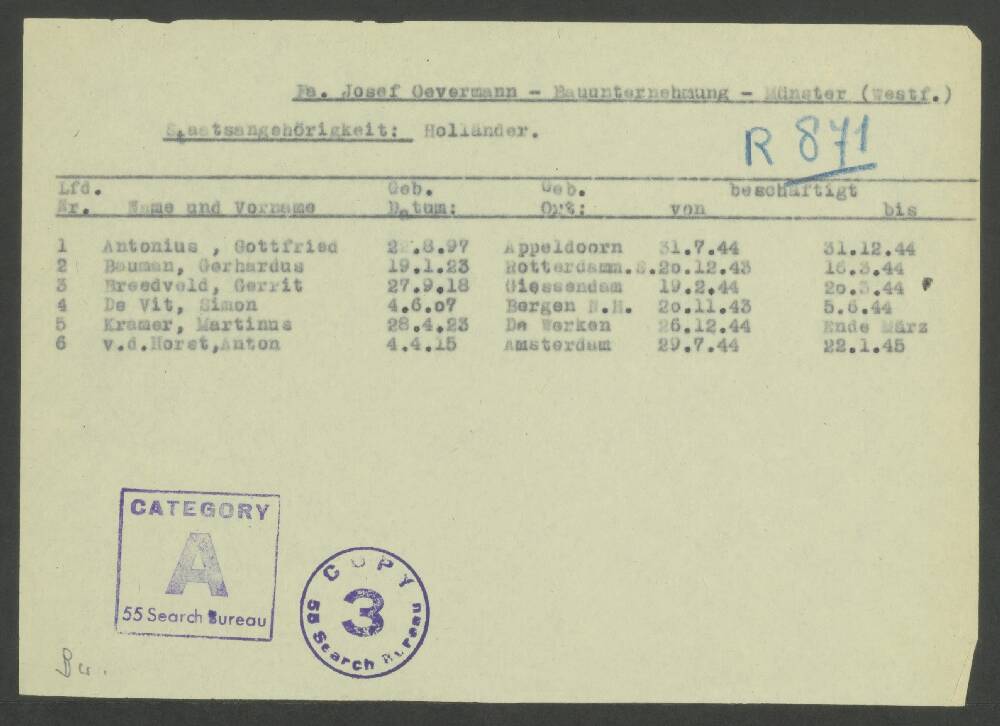 Fa. Josef Oevermann - Bauunternehmung - Münster (Westf.)
Staatsangehörigkeit: Holländer.
R 871
Lfd. Geb. Geb. beschäftigt
Nr. Name und Vorname Datum: Ort: von bis
1 Antonius , Gottfried .8.97 Appeldoorn 31.7.44 31.12.44
2 Bouman, Gerhardus 19.1.23 Rotterdamm.S. 2o.12.43 16.3.44
3 Breedveld, Gerrit 27.9.18 Giessendam 19.2.44 2o.3.44
4 De Vit, Simon 4.6.o7 Bergen N.H. 2o.11.43 5.6.44
5 Kramer, Martinus 28.4.23 De Werken 26.12.44 Ende März
6 v.d.Horst,Anton 4.4.15 Amsterdam 29.7.44 22.1.45
CATEGORY
A
55 Search Bureau
COPY
3
55 Search Bureau
Bu.